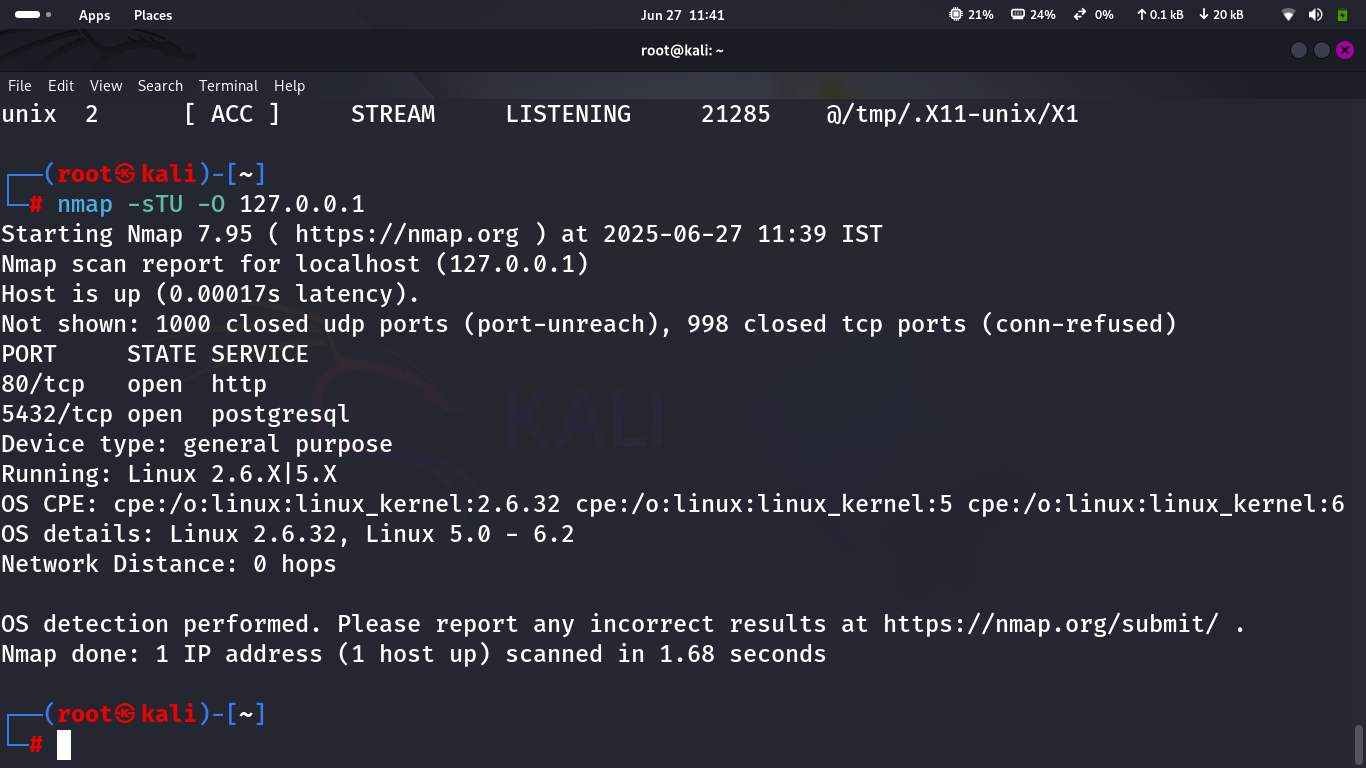 Apps Places Jun 27 11:41 21% 24% 0% ↑ 0.1 kB ↓ 20 kB
root@kali: ~
File Edit View Search Terminal Help
unix  2      [ ACC ]     STREAM     LISTENING     21285    @/tmp/.X11-unix/X1
┌──(root㉿kali)-[~]
└─# nmap -sTU -O 127.0.0.1
Starting Nmap 7.95 ( https://nmap.org ) at 2025-06-27 11:39 IST
Nmap scan report for localhost (127.0.0.1)
Host is up (0.00017s latency).
Not shown: 1000 closed udp ports (port-unreach), 998 closed tcp ports (conn-refused)
PORT     STATE SERVICE
80/tcp   open  http
5432/tcp open  postgresql
Device type: general purpose
Running: Linux 2.6.X|5.X
OS CPE: cpe:/o:linux:linux_kernel:2.6.32 cpe:/o:linux:linux_kernel:5 cpe:/o:linux:linux_kernel:6
OS details: Linux 2.6.32, Linux 5.0 - 6.2
Network Distance: 0 hops
OS detection performed. Please report any incorrect results at https://nmap.org/submit/ .
Nmap done: 1 IP address (1 host up) scanned in 1.68 seconds
┌──(root㉿kali)-[~]
└─#
KALI